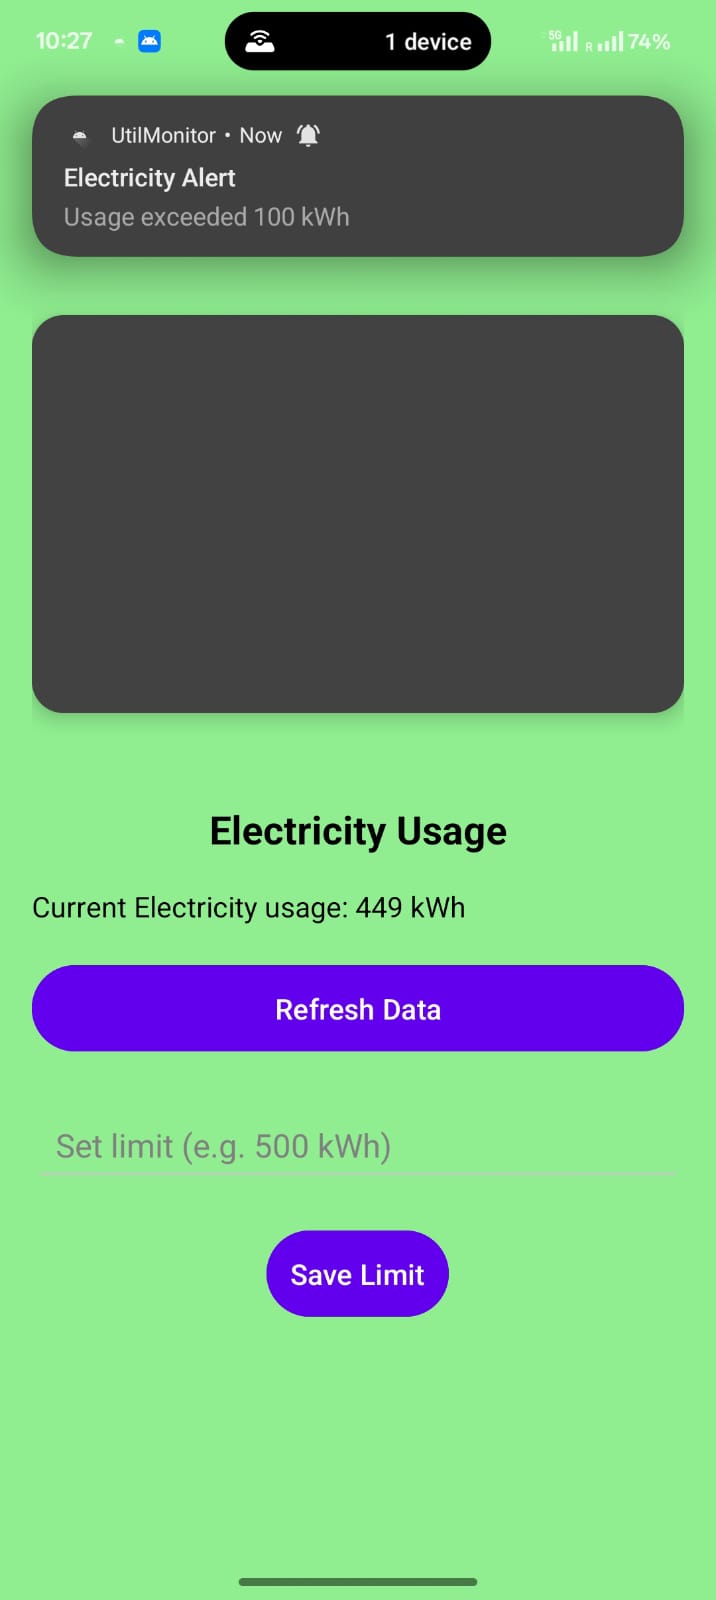 10:27
1 device
5G
R
74%
UtilMonitor • Now
Electricity Alert
Usage exceeded 100 kWh
Electricity Usage
Current Electricity usage: 449 kWh
Refresh Data
Set limit (e.g. 500 kWh)
Save Limit